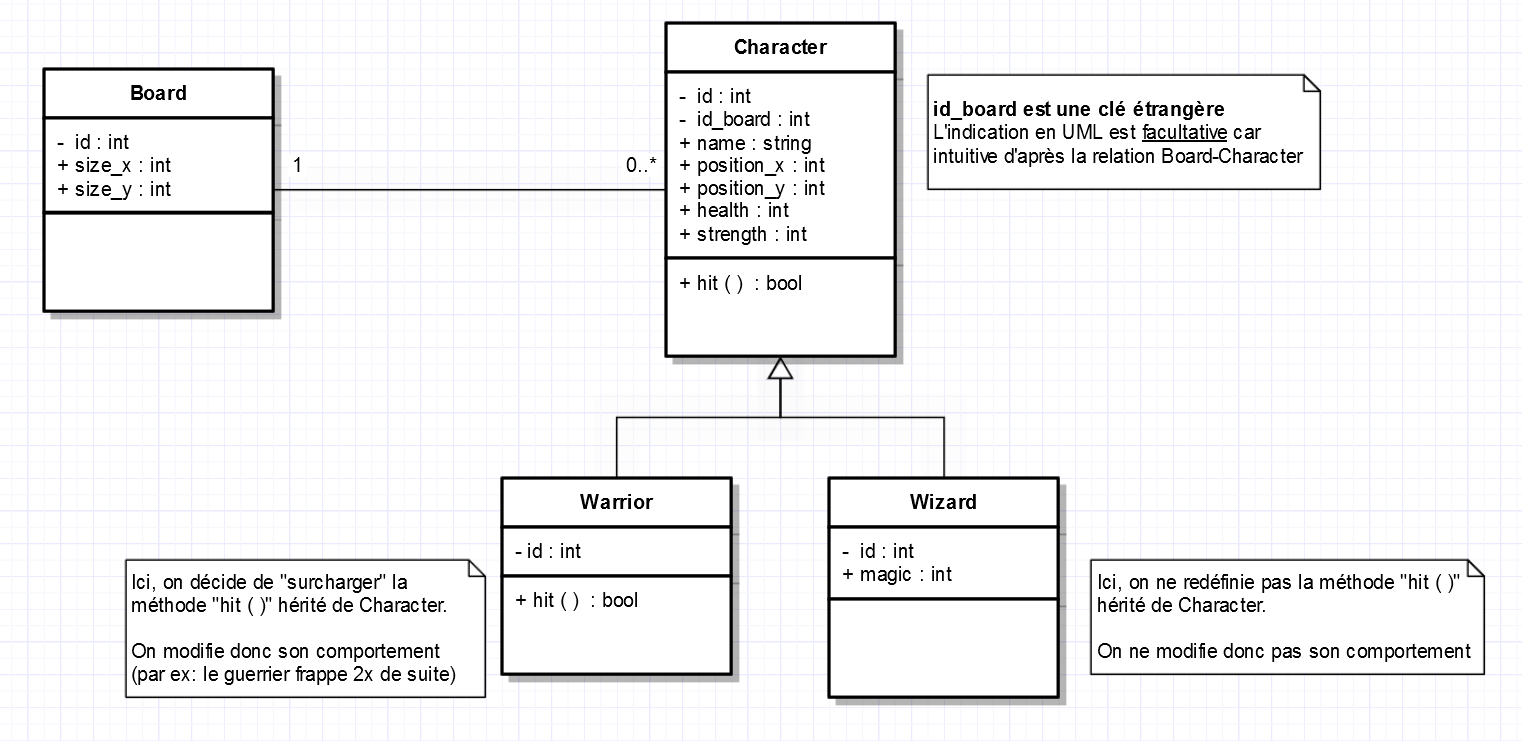 Board
- id : int
+ size_x : int
+ size_y : int
1
0..*
Character
- id : int
- id_board : int
+ name : string
+ position_x : int
+ position_y : int
+ health : int
+ strength : int
+ hit ( ) : bool
id_board est une clé étrangère
L'indication en UML est facultative car
intuitive d'après la relation Board-Character
Warrior
- id : int
+ hit ( ) : bool
Wizard
- id : int
+ magic : int
Ici, on décide de "surcharger" la
méthode "hit ( )" hérité de Character.
On modifie donc son comportement
(par ex: le guerrier frappe 2x de suite)
Ici, on ne redéfinie pas la méthode "hit ( )"
hérité de Character.
On ne modifie donc pas son comportement